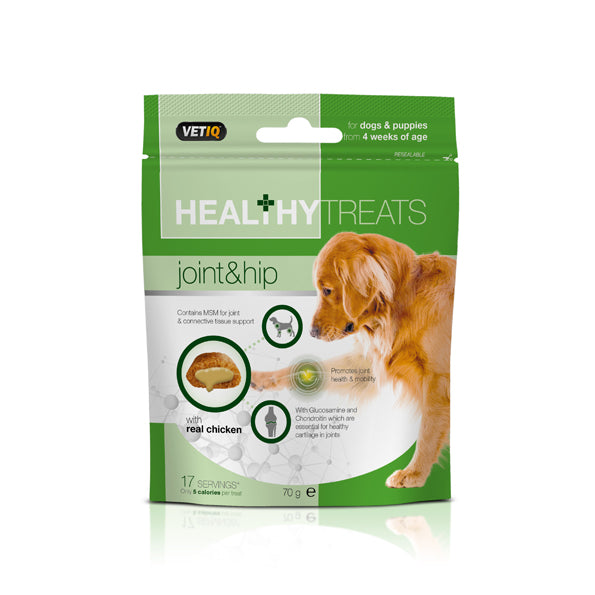 VETIQ
for dogs & puppies
from 4 weeks of age
RESEALABLE
HEALTHYTREATS
joint&hip
Contains MSM for joint
& connective tissue support
Promotes joint
health & mobility
with
real chicken
With Glucosamine and
Chondroitin which are
essential for healthy
cartilage in joints
17 SERVINGS*
Only 5 calories per treat
70 g e